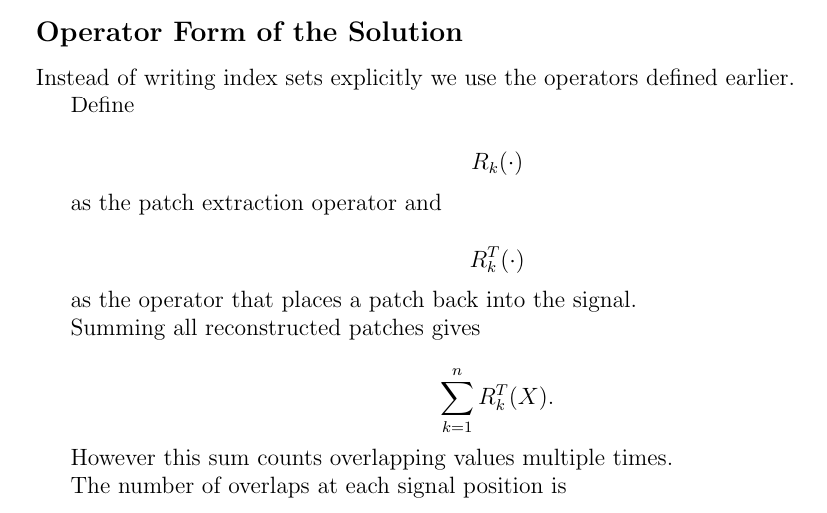 Operator Form of the Solution
Instead of writing index sets explicitly we use the operators defined earlier.
Define
R_k(·)
as the patch extraction operator and
R_k^T(·)
as the operator that places a patch back into the signal.
Summing all reconstructed patches gives
\sum_{k=1}^{n} R_k^T(X).
However this sum counts overlapping values multiple times.
The number of overlaps at each signal position is